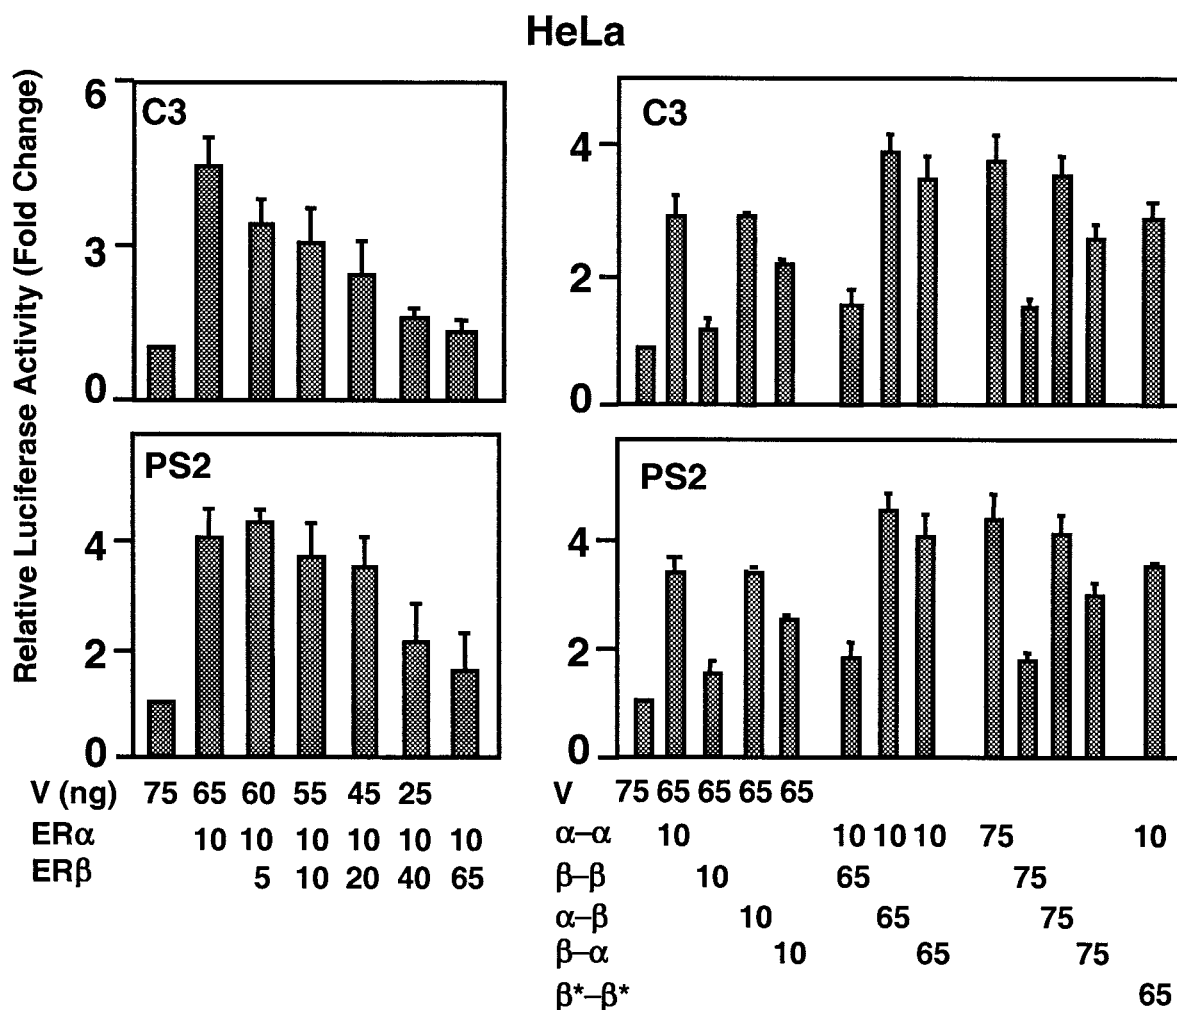 HeLa
Relative Luciferase Activity (Fold Change)
C3
6
3
0
C3
4
2
0
PS2
4
2
0
PS2
4
2
0
V (ng) 75 65 60 55 45 25
ERα 10 10 10 10 10 10
ERβ 5 10 20 40 65
V 75 65 65 65 65
α–α 10 10 10 10 75 10
β–β 10 65 75
α–β 10 65 75
β–α 10 65 75
β*–β* 65